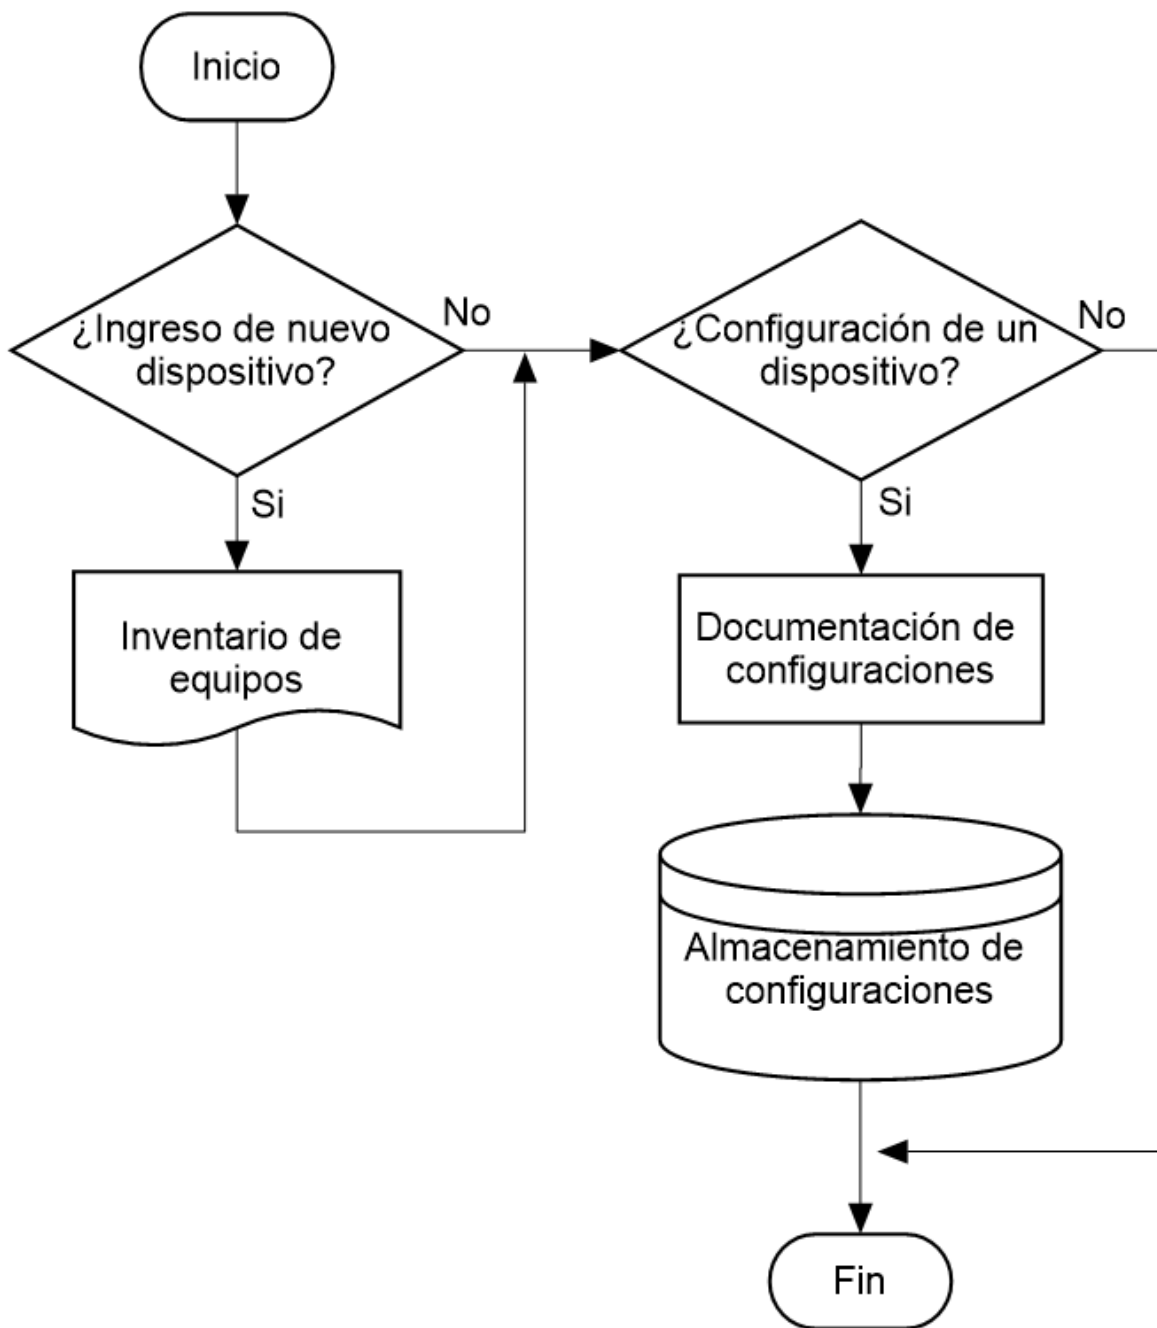 Inicio
¿Ingreso de nuevo
dispositivo?
No
Si
Inventario de
equipos
¿Configuración de un
dispositivo?
No
Si
Documentación de
configuraciones
Almacenamiento de
configuraciones
Fin